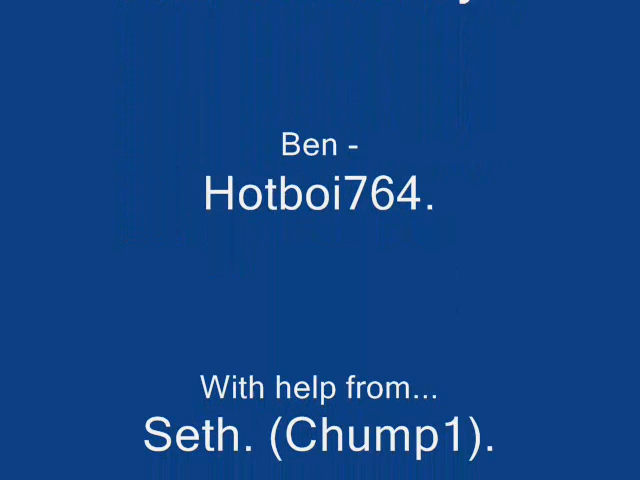 Ben -
Hotboi764.
With help from...
Seth. (Chump1).